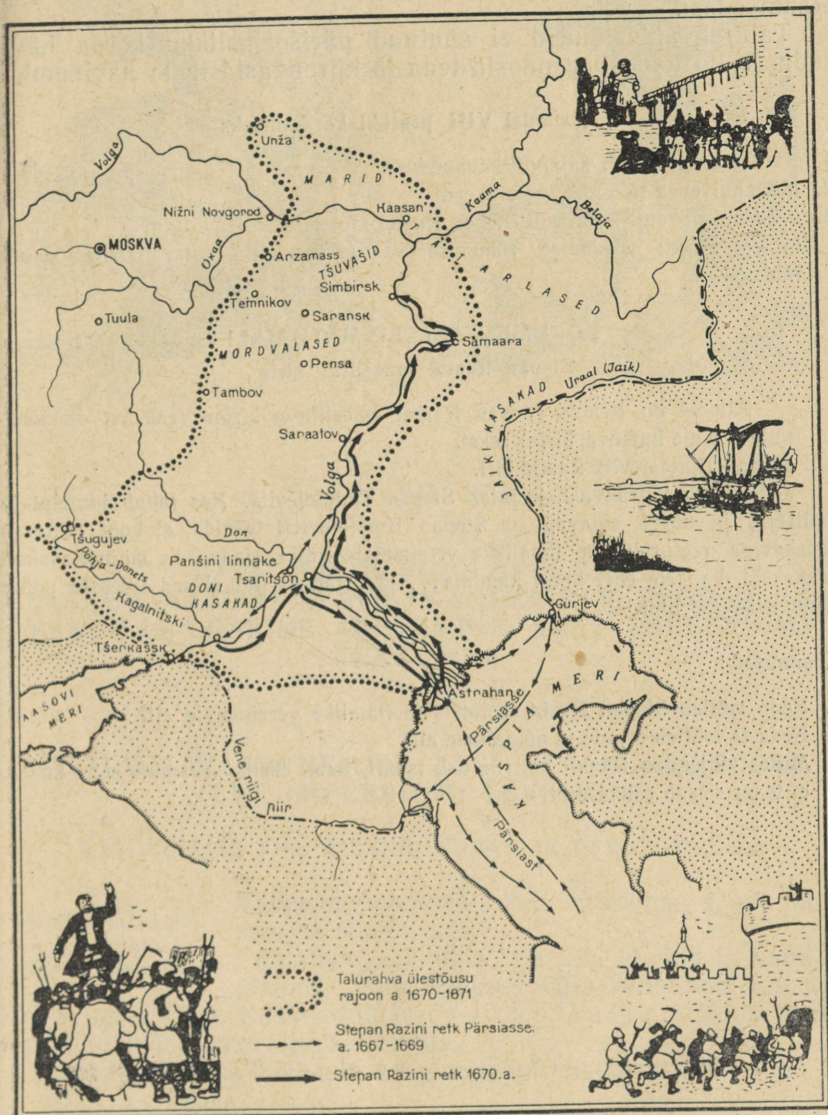 Unža
Volga
MARID
Nižni Novgorod
Kaasan
Kaama
Belaja
MOSKVA
Okaa
Arzamass
TŠUVAŠID
TATARLASED
Simbirsk
Temnikov
Tuula
Saransk
MORDVALASED
Samaara
Pensa
Tambov
JAIKI KASAKAD Uraal (Jaik)
Saraatov
Volga
Tšugujev
Don
Põhja-Donets
Panšini linnake
Tsaritsõn
DONI
KASAKAD
Kagalnitski
Gurjev
Tšerkassk
AASOVI
MERI
Astrahan
KASPIA MERI
Pärsiasse
Vene riigi piir
Pärsiast
Talurahva ülestõusu
rajoon a. 1670-1671
Stepan Razini retk Pärsiasse.
a. 1667-1669
Stepan Razini retk 1670.a.